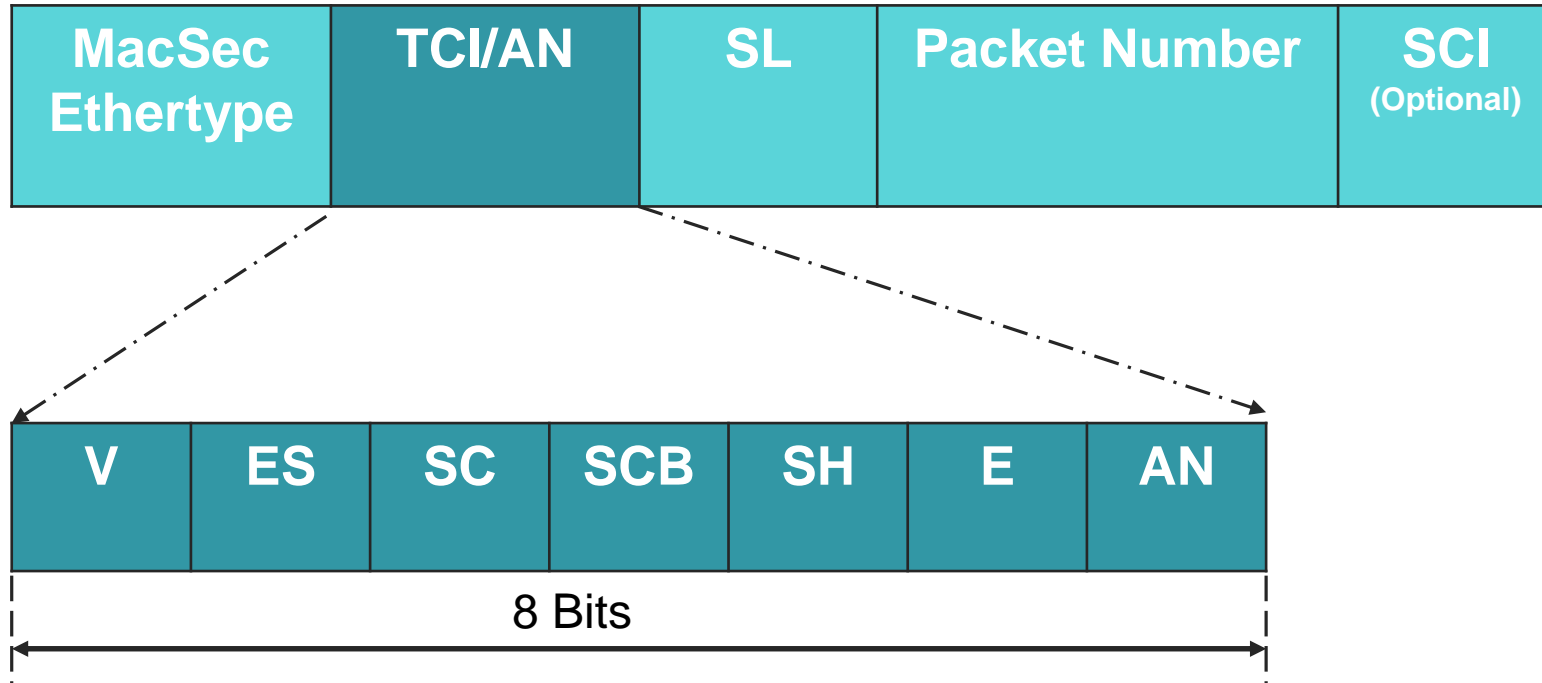 MacSec
Ethertype
TCI/AN
SL
Packet Number
SCI
(Optional)
V
ES
SC
SCB
SH
E
AN
8 Bits